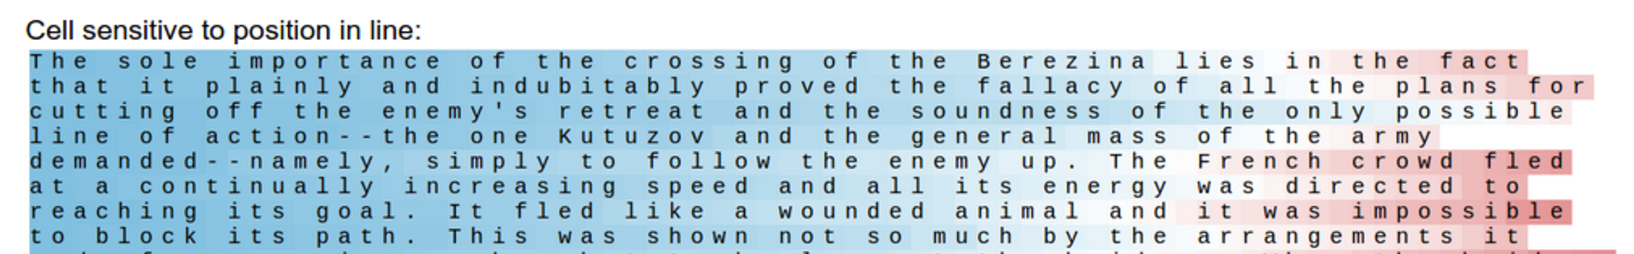 Cell sensitive to position in line:
The sole importance of the crossing of the Berezina lies in the fact
that it plainly and indubitably proved the fallacy of all the plans for
cutting off the enemy's retreat and the soundness of the only possible
line of action--the one Kutuzov and the general mass of the army
demanded--namely, simply to follow the enemy up. The French crowd fled
at a continually increasing speed and all its energy was directed to
reaching its goal. It fled like a wounded animal and it was impossible
to block its path. This was shown not so much by the arrangements it